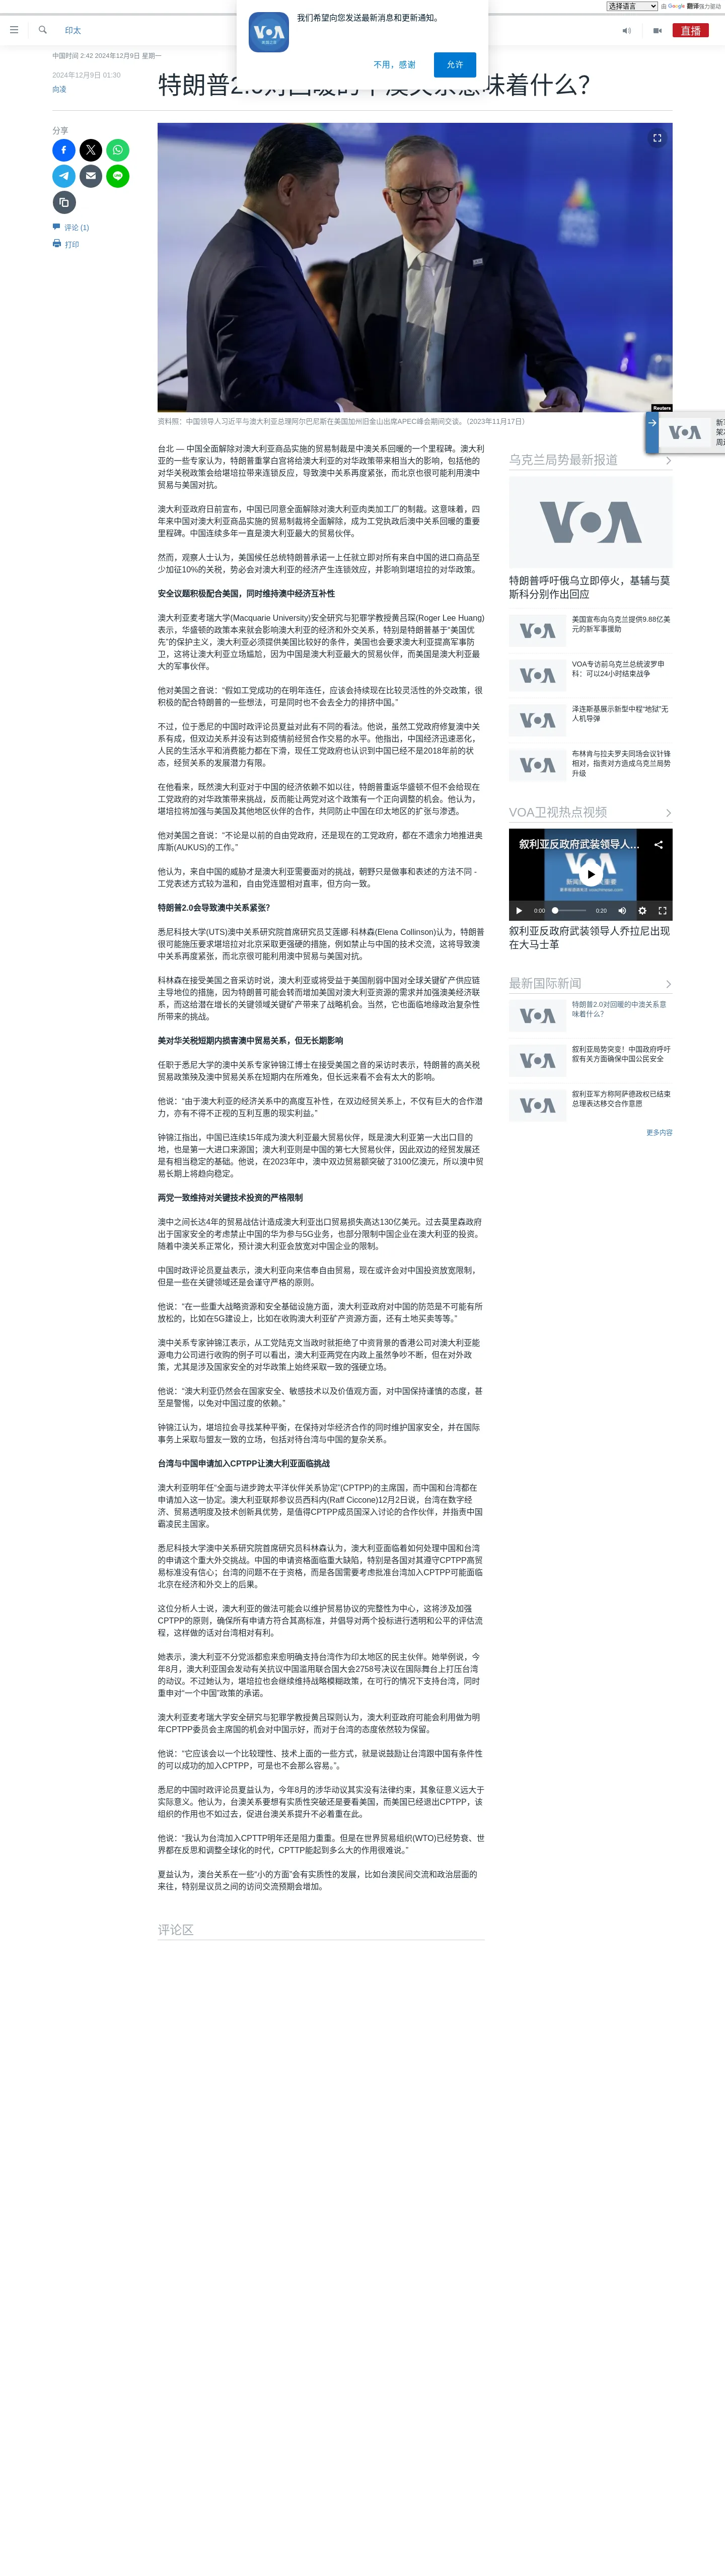 选择语言
由 Google 翻译强力驱动
VOA
美国之音
我们希望向您发送最新消息和更新通知。
不用，感谢
允许
印太
直播
中国时间 2:42 2024年12月9日 星期一
2024年12月9日 01:30
向凌
特朗普2.0对回暖的中澳关系意味着什么？
分享
评论 (1)
打印
Reuters
资料照：中国领导人习近平与澳大利亚总理阿尔巴尼斯在美国加州旧金山出席APEC峰会期间交谈。（2023年11月17日）
台北 — 中国全面解除对澳大利亚商品实施的贸易制裁是中澳关系回暖的一个里程碑。澳大利
亚的一些专家认为，特朗普重掌白宫将给澳大利亚的对华政策带来相当大的影响，包括他的
对华关税政策会给堪培拉带来连锁反应，导致澳中关系再度紧张，而北京也很可能利用澳中
贸易与美国对抗。
澳大利亚政府日前宣布，中国已同意全面解除对澳大利亚肉类加工厂的制裁。这意味着，四
年来中国对澳大利亚商品实施的贸易制裁将全面解除，成为工党执政后澳中关系回暖的重要
里程碑。中国连续多年一直是澳大利亚的最大贸易伙伴。
然而，观察人士认为，美国候任总统特朗普承诺一上任就立即对所有来自中国的进口商品至
少加征10%的关税，势必会对澳大利亚的经济产生连锁效应，并影响到堪培拉的对华政策。
安全议题积极配合美国，同时维持澳中经济互补性
澳大利亚麦考瑞大学(Macquarie University)安全研究与犯罪学教授黄吕琛(Roger Lee Huang)
表示，华盛顿的政策本来就会影响澳大利亚的经济和外交关系，特别是特朗普基于“美国优
先”的保护主义，澳大利亚必须提供美国比较好的条件，美国也会要求澳大利亚提高军事防
卫，这将让澳大利亚立场尴尬，因为中国是澳大利亚最大的贸易伙伴，而美国是澳大利亚最
大的军事伙伴。
他对美国之音说：“假如工党成功的在明年连任，应该会持续现在比较灵活性的外交政策，很
积极的配合特朗普的一些想法，可是同时也不会去全力的排挤中国。”
不过，位于悉尼的中国时政评论员夏益对此有不同的看法。他说，虽然工党政府修复澳中关
系有成，但双边关系并没有达到疫情前经贸合作交易的水平。他指出，中国经济迅速恶化，
人民的生活水平和消费能力都在下滑，现任工党政府也认识到中国已经不是2018年前的状
态，经贸关系的发展潜力有限。
在他看来，既然澳大利亚对于中国的经济依赖不如以往，特朗普重返华盛顿不但不会给现在
工党政府的对华政策带来挑战，反而能让两党对这个政策有一个正向调整的机会。他认为，
堪培拉将加强与美国及其他地区伙伴的合作，共同防止中国在印太地区的扩张与渗透。
他对美国之音说：“不论是以前的自由党政府，还是现在的工党政府，都在不遗余力地推进奥
库斯(AUKUS)的工作。”
他认为，来自中国的威胁才是澳大利亚需要面对的挑战，朝野只是做事和表述的方法不同 -
工党表述方式较为温和，自由党连盟相对直率，但方向一致。
特朗普2.0会导致澳中关系紧张？
悉尼科技大学(UTS)澳中关系研究院首席研究员艾莲娜·科林森(Elena Collinson)认为，特朗普
很可能施压要求堪培拉对北京采取更强硬的措施，例如禁止与中国的技术交流，这将导致澳
中关系再度紧张，而北京很可能利用澳中贸易与美国对抗。
科林森在接受美国之音采访时说，澳大利亚或将受益于美国削弱中国对全球关键矿产供应链
主导地位的措施，因为特朗普可能会转而增加美国对澳大利亚资源的需求并加强澳美经济联
系，而这给潜在增长的关键领域关键矿产带来了战略机会。当然，它也面临地缘政治复杂性
所带来的挑战。
美对华关税短期内损害澳中贸易关系，但无长期影响
任职于悉尼大学的澳中关系专家钟锦江博士在接受美国之音的采访时表示，特朗普的高关税
贸易政策殃及澳中贸易关系在短期内在所难免，但长远来看不会有太大的影响。
他说：“由于澳大利亚的经济关系中的高度互补性，在双边经贸关系上，不仅有巨大的合作潜
力，亦有不得不正视的互利互惠的现实利益。”
钟锦江指出，中国已连续15年成为澳大利亚最大贸易伙伴，既是澳大利亚第一大出口目的
地，也是第一大进口来源国；澳大利亚则是中国的第七大贸易伙伴，因此双边的经贸发展还
是有相当稳定的基础。他说，在2023年中，澳中双边贸易额突破了3100亿澳元，所以澳中贸
易长期上将趋向稳定。
两党一致维持对关键技术投资的严格限制
澳中之间长达4年的贸易战估计造成澳大利亚出口贸易损失高达130亿美元。过去莫里森政府
出于国家安全的考虑禁止中国的华为参与5G业务，也部分限制中国企业在澳大利亚的投资。
随着中澳关系正常化，预计澳大利亚会放宽对中国企业的限制。
中国时政评论员夏益表示，澳大利亚向来信奉自由贸易，现在或许会对中国投资放宽限制，
但是一些在关键领域还是会谨守严格的原则。
他说：“在一些重大战略资源和安全基础设施方面，澳大利亚政府对中国的防范是不可能有所
放松的，比如在5G建设上，比如在收购澳大利亚矿产资源方面，还有土地买卖等等。”
澳中关系专家钟锦江表示，从工党陆克文当政时就拒绝了中资背景的香港公司对澳大利亚能
源电力公司进行收购的例子可以看出，澳大利亚两党在内政上虽然争吵不断，但在对外政
策，尤其是涉及国家安全的对华政策上始终采取一致的强硬立场。
他说：“澳大利亚仍然会在国家安全、敏感技术以及价值观方面，对中国保持谨慎的态度，甚
至是警惕，以免对中国过度的依赖。”
钟锦江认为，堪培拉会寻找某种平衡，在保持对华经济合作的同时维护国家安全，并在国际
事务上采取与盟友一致的立场，包括对待台湾与中国的复杂关系。
台湾与中国申请加入CPTPP让澳大利亚面临挑战
澳大利亚明年任“全面与进步跨太平洋伙伴关系协定”(CPTPP)的主席国，而中国和台湾都在
申请加入这一协定。澳大利亚联邦参议员西科内(Raff Ciccone)12月2日说，台湾在数字经
济、贸易透明度及技术创新具优势，是值得CPTPP成员国深入讨论的合作伙伴，并指责中国
霸凌民主国家。
悉尼科技大学澳中关系研究院首席研究员科林森认为，澳大利亚面临着如何处理中国和台湾
的申请这个重大外交挑战。中国的申请资格面临重大缺陷，特别是各国对其遵守CPTPP高贸
易标准没有信心；台湾的问题不在于资格，而是各国需要考虑批准台湾加入CPTPP可能面临
北京在经济和外交上的后果。
这位分析人士说，澳大利亚的做法可能会以维护贸易协议的完整性为中心，这将涉及加强
CPTPP的原则，确保所有申请方符合其高标准，并倡导对两个投标进行透明和公平的评估流
程，这样做的话对台湾相对有利。
她表示，澳大利亚不分党派都愈来愈明确支持台湾作为印太地区的民主伙伴。她举例说，今
年8月，澳大利亚国会发动有关抗议中国滥用联合国大会2758号决议在国际舞台上打压台湾
的动议。不过她认为，堪培拉也会继续维持战略模糊政策，在可行的情况下支持台湾，同时
重申对“一个中国”政策的承诺。
澳大利亚麦考瑞大学安全研究与犯罪学教授黄吕琛则认为，澳大利亚政府可能会利用做为明
年CPTPP委员会主席国的机会对中国示好，而对于台湾的态度依然较为保留。
他说：“它应该会以一个比较理性、技术上面的一些方式，就是说鼓励让台湾跟中国有条件性
的可以成功的加入CPTPP，可是也不会那么容易。”。
悉尼的中国时政评论员夏益认为，今年8月的涉华动议其实没有法律约束，其象征意义远大于
实际意义。他认为，台澳关系要想有实质性突破还是要看美国，而美国已经退出CPTPP，该
组织的作用也不如过去，促进台澳关系提升不必着重在此。
他说：“我认为台湾加入CPTTP明年还是阻力重重。但是在世界贸易组织(WTO)已经势衰、世
界都在反思和调整全球化的时代，CPTTP能起到多么大的作用很难说。”
夏益认为，澳台关系在一些“小的方面”会有实质性的发展，比如台澳民间交流和政治层面的
来往，特别是议员之间的访问交流预期会增加。
评论区
乌克兰局势最新报道
VOA
特朗普呼吁俄乌立即停火，基辅与莫
斯科分别作出回应
VOA
美国宣布向乌克兰提供9.88亿美
元的新军事援助
VOA
VOA专访前乌克兰总统波罗申
科：可以24小时结束战争
VOA
泽连斯基展示新型中程“地狱”无
人机导弹
VOA
布林肯与拉夫罗夫同场会议针锋
相对，指责对方造成乌克兰局势
升级
VOA卫视热点视频
叙利亚反政府武装领导人...
0:00
0:20
叙利亚反政府武装领导人乔拉尼出现
在大马士革
最新国际新闻
VOA
特朗普2.0对回暖的中澳关系意
味着什么？
VOA
叙利亚局势突变！中国政府呼吁
叙有关方面确保中国公民安全
VOA
叙利亚军方称阿萨德政权已结束
总理表达移交合作意愿
更多内容
VOA